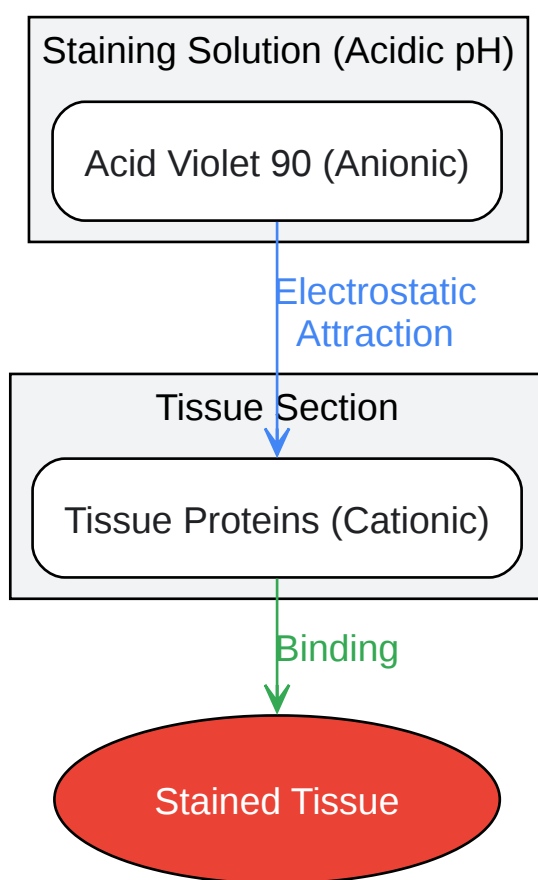 Staining Solution (Acidic pH)
Acid Violet 90 (Anionic)
Electrostatic
Attraction
Tissue Section
Tissue Proteins (Cationic)
Binding
Stained Tissue